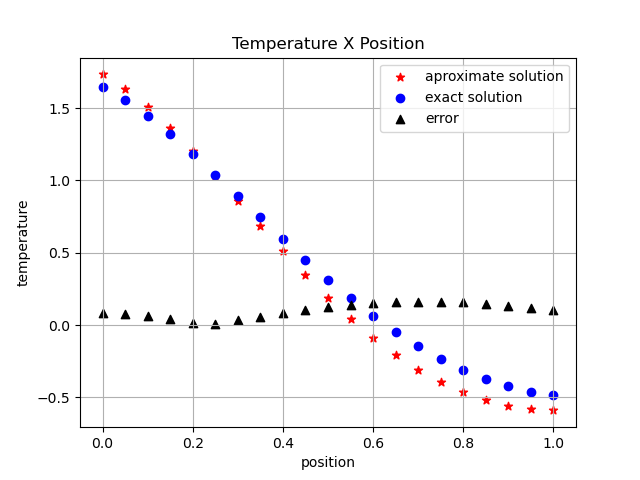 Temperature X Position
aproximate solution
exact solution
error
temperature
1.5
1.0
0.5
0.0
−0.5
0.0 0.2 0.4 0.6 0.8 1.0
position